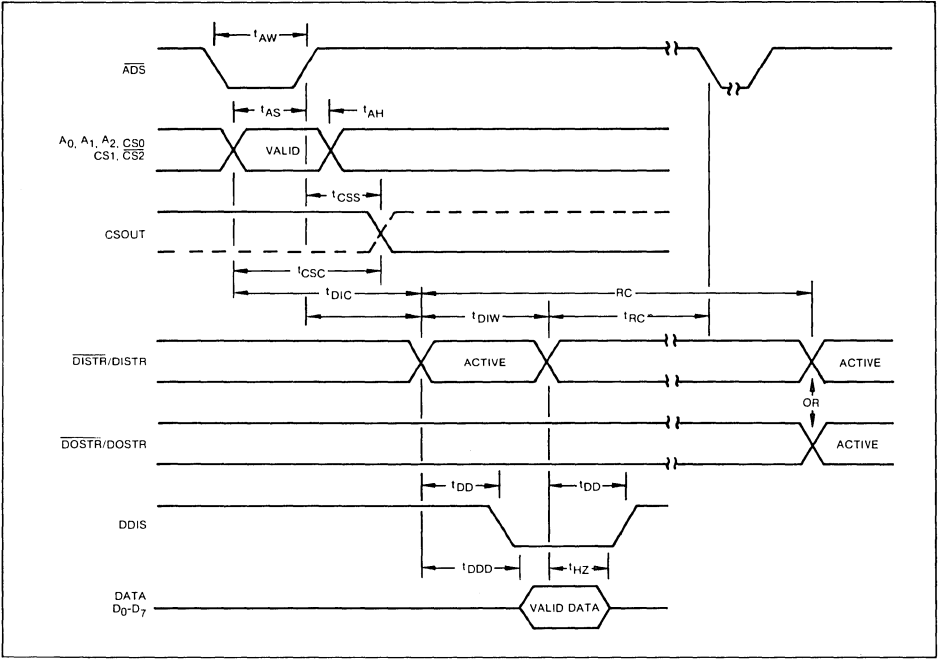 tAW
ADS
tAS
tAH
A0, A1, A2, CS0
CS1, CS2
VALID
tCSS
CSOUT
tCSC
tDIC
RC
tDIW
tRC
DISTR/DISTR
ACTIVE
ACTIVE
OR
DOSTR/DOSTR
ACTIVE
tDD
tDD
DDIS
tDDD
tHZ
DATA
D0-D7
VALID DATA